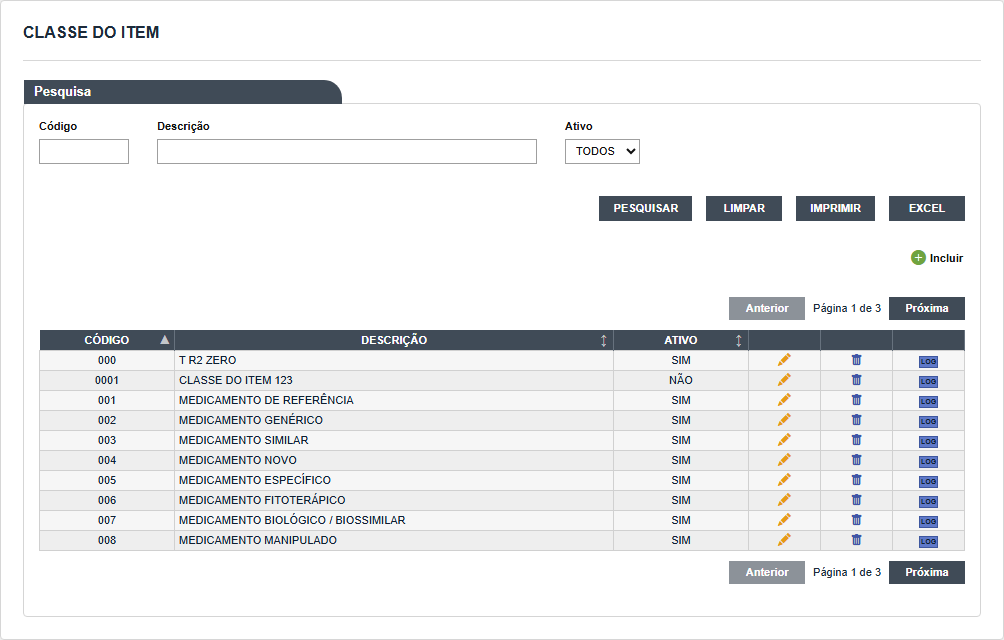 CLASSE DO ITEM
Pesquisa
Código Descrição Ativo
TODOS
PESQUISAR LIMPAR IMPRIMIR EXCEL
Incluir
Anterior Página 1 de 3 Próxima
CÓDIGO DESCRIÇÃO ATIVO
000 T R2 ZERO SIM LOG
0001 CLASSE DO ITEM 123 NÃO LOG
001 MEDICAMENTO DE REFERÊNCIA SIM LOG
002 MEDICAMENTO GENÉRICO SIM LOG
003 MEDICAMENTO SIMILAR SIM LOG
004 MEDICAMENTO NOVO SIM LOG
005 MEDICAMENTO ESPECÍFICO SIM LOG
006 MEDICAMENTO FITOTERÁPICO SIM LOG
007 MEDICAMENTO BIOLÓGICO / BIOSSIMILAR SIM LOG
008 MEDICAMENTO MANIPULADO SIM LOG
Anterior Página 1 de 3 Próxima